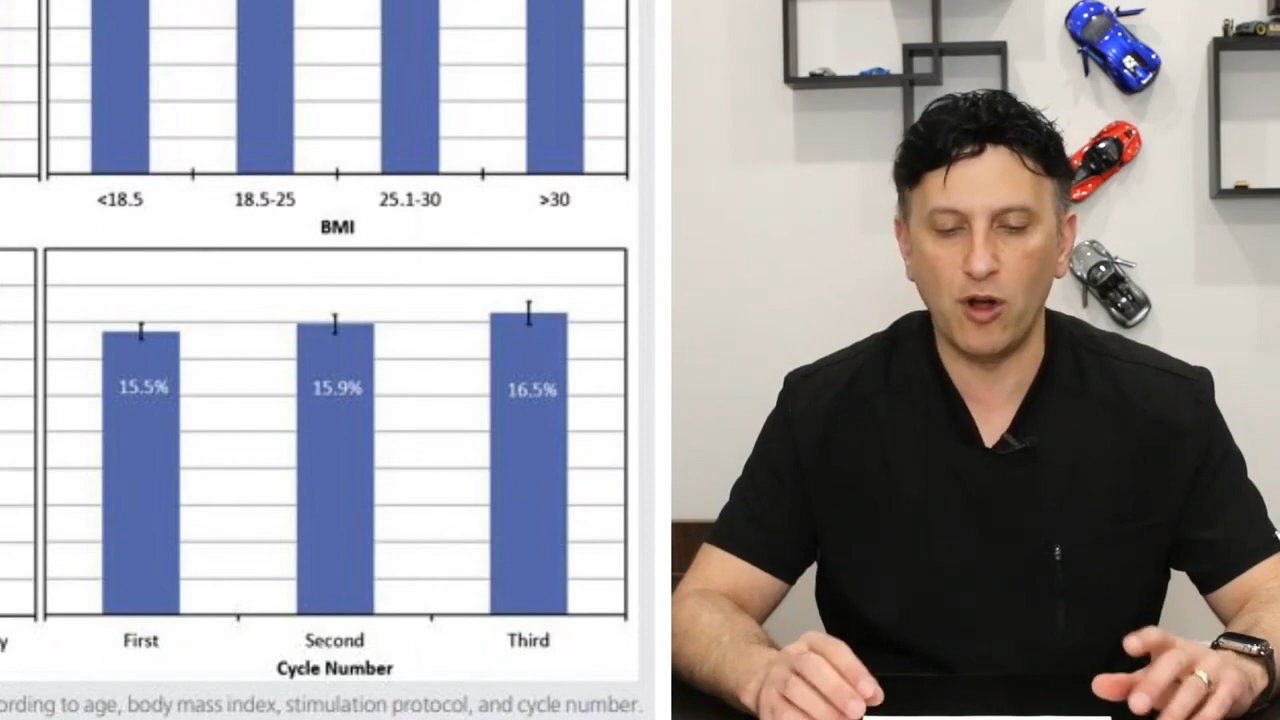 <18.5 18.5-25 25.1-30 >30
BMI
15.5% 15.9% 16.5%
First Second Third
Cycle Number
to age, body mass index, stimulation protocol, and cycle number.